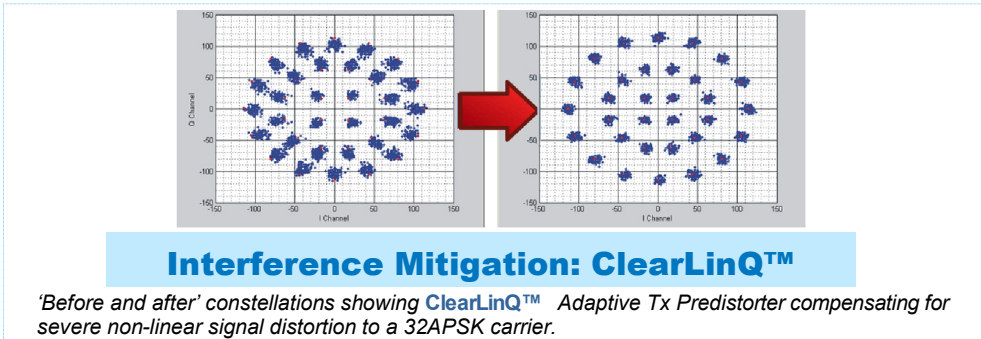 150
100
50
0
-50
-100
-150
-150 -100 -50 0 50 100 150
Q Channel
I Channel
150
100
50
0
-50
-100
-150
-150 -100 -50 0 50 100 150
I Channel
Interference Mitigation: ClearLinQ™
‘Before and after’ constellations showing ClearLinQ™ Adaptive Tx Predistorter compensating for
severe non-linear signal distortion to a 32APSK carrier.